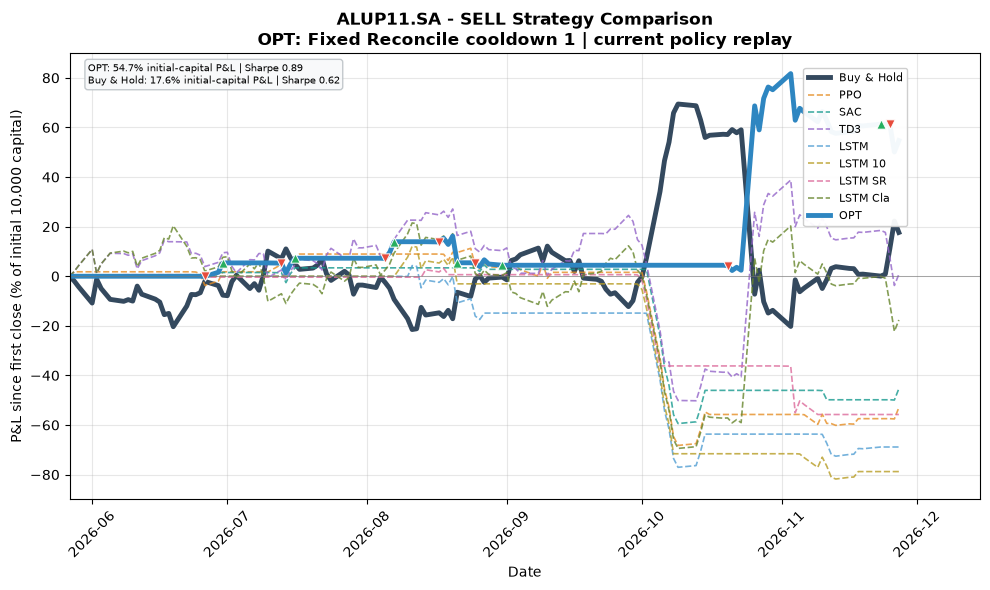 ALUP11.SA - SELL Strategy Comparison
OPT: Fixed Reconcile cooldown 1 | current policy replay
OPT: 54.7% initial-capital P&L | Sharpe 0.89
Buy & Hold: 17.6% initial-capital P&L | Sharpe 0.62
Buy & Hold
PPO
SAC
TD3
LSTM
LSTM 10
LSTM SR
LSTM Cla
OPT
P&L since first close (% of initial 10,000 capital)
80
60
40
20
0
−20
−40
−60
−80
2026-06
2026-07
2026-08
2026-09
2026-10
2026-11
2026-12
Date